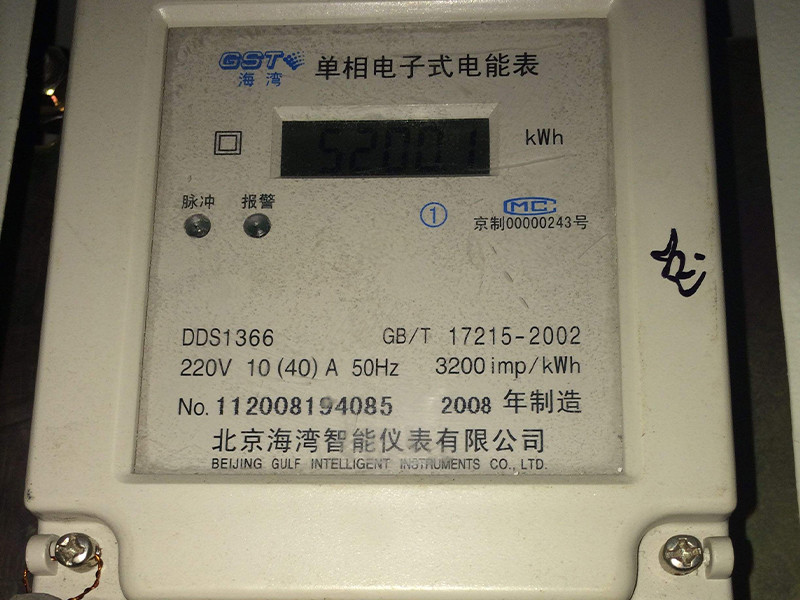 GST 单相电子式电能表
海湾
5200.1 kWh
脉冲 报警
① MC
京制00000243号
DDS1366 GB/T 17215-2002
220V 10(40)A 50Hz 3200imp/kWh
No. 112008194085 2008 年制造
北京海湾智能仪表有限公司
BEIJING GULF INTELLIGENT INSTRUMENTS CO., LTD.